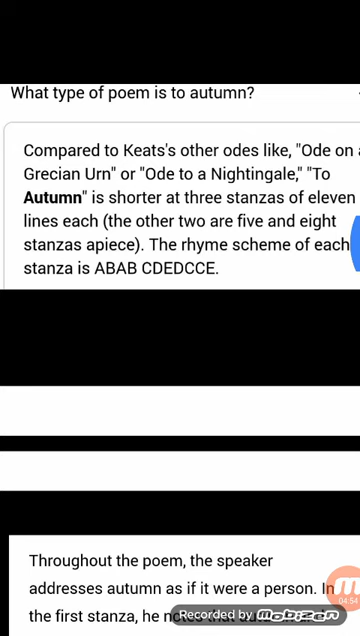 What type of poem is to autumn?
Compared to Keats's other odes like, "Ode on a
Grecian Urn" or "Ode to a Nightingale," "To
Autumn" is shorter at three stanzas of eleven
lines each (the other two are five and eight
stanzas apiece). The rhyme scheme of each
stanza is ABAB CDEDCCE.
Throughout the poem, the speaker
addresses autumn as if it were a person. In
04:54
the first stanza, he notes that
Recorded by Mobizen